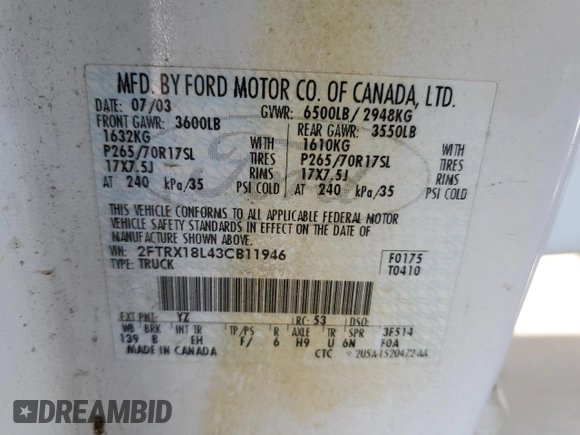 MFD. BY FORD MOTOR CO. OF CANADA, LTD.
DATE: 07/03 GVWR: 6500LB/ 2948KG
FRONT GAWR: 3600LB REAR GAWR: 3550LB
1632KG WITH 1610KG WITH
P265/70R17SL TIRES P265/70R17SL TIRES
17X7.5J RIMS 17X7.5J RIMS
AT 240 kPa/35 PSI COLD AT 240 kPa/35 PSI COLD
THIS VEHICLE CONFORMS TO ALL APPLICABLE FEDERAL MOTOR
VEHICLE SAFETY STANDARDS IN EFFECT ON THE DATE OF
MANUFACTURE SHOWN ABOVE.
VIN: 2FTRX18L43CB11946 F0175
TYPE: TRUCK T0410
EXT PNT: YZ RC: 53 DSO:
WB BRK INT TR TP/PS R AXLE TR SPR 3F514
139 B EH F/ 6 H9 U 6N F0A
MADE IN CANADA CTC 2U5A-1520472-AA
Ford
DREAMBID